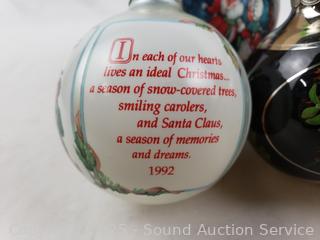 In each of our hearts
lives an ideal Christmas...
a season of snow-covered trees,
smiling carolers,
and Santa Claus,
a season of memories
and dreams.
1992
Sound Auction Service